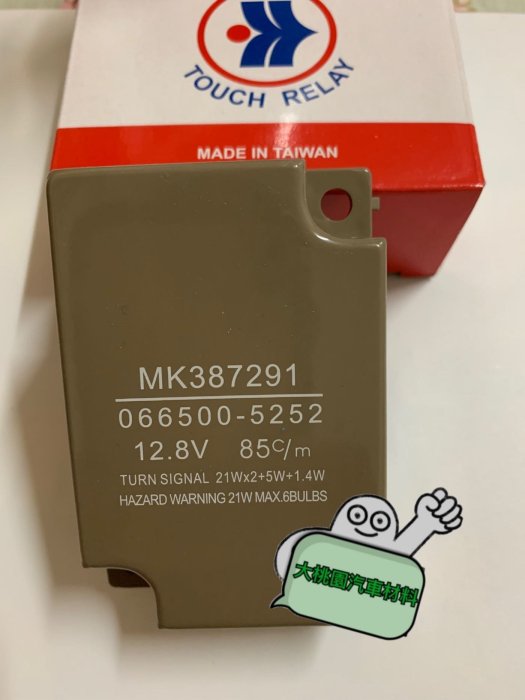 TOUCH RELAY
MADE IN TAIWAN
MK387291
066500-5252
12.8V 85c/m
TURN SIGNAL 21Wx2+5W+1.4W
HAZARD WARNING 21W MAX.6BULBS
大桃園汽車材料